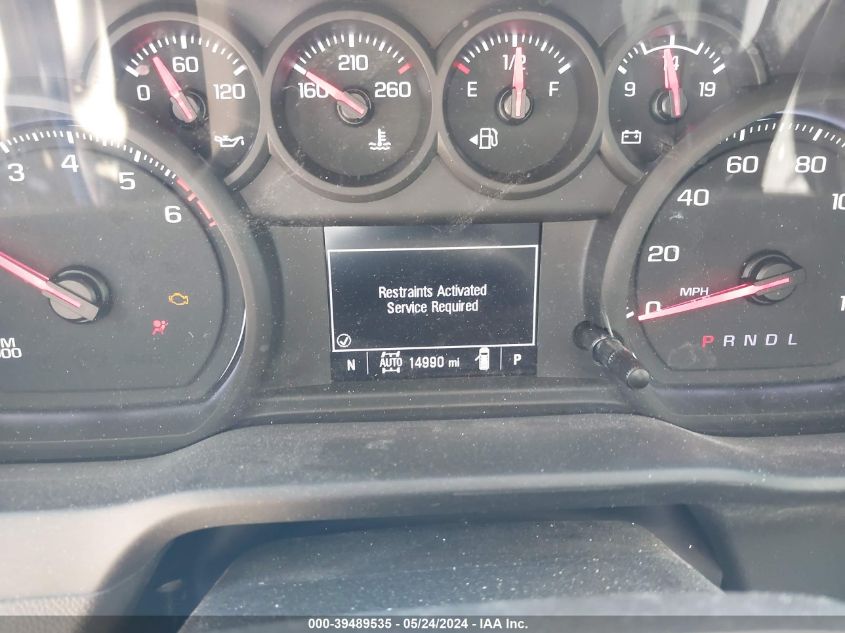 0 60 120
160 210 260
E 1/2 F
9 14 19
3 4 5 6
20 40 60 80
0
MPH
P R N D L
Restraints Activated
Service Required
N AUTO 14990 mi P
000-39489535 / 05/24/2024 - IAA Inc.